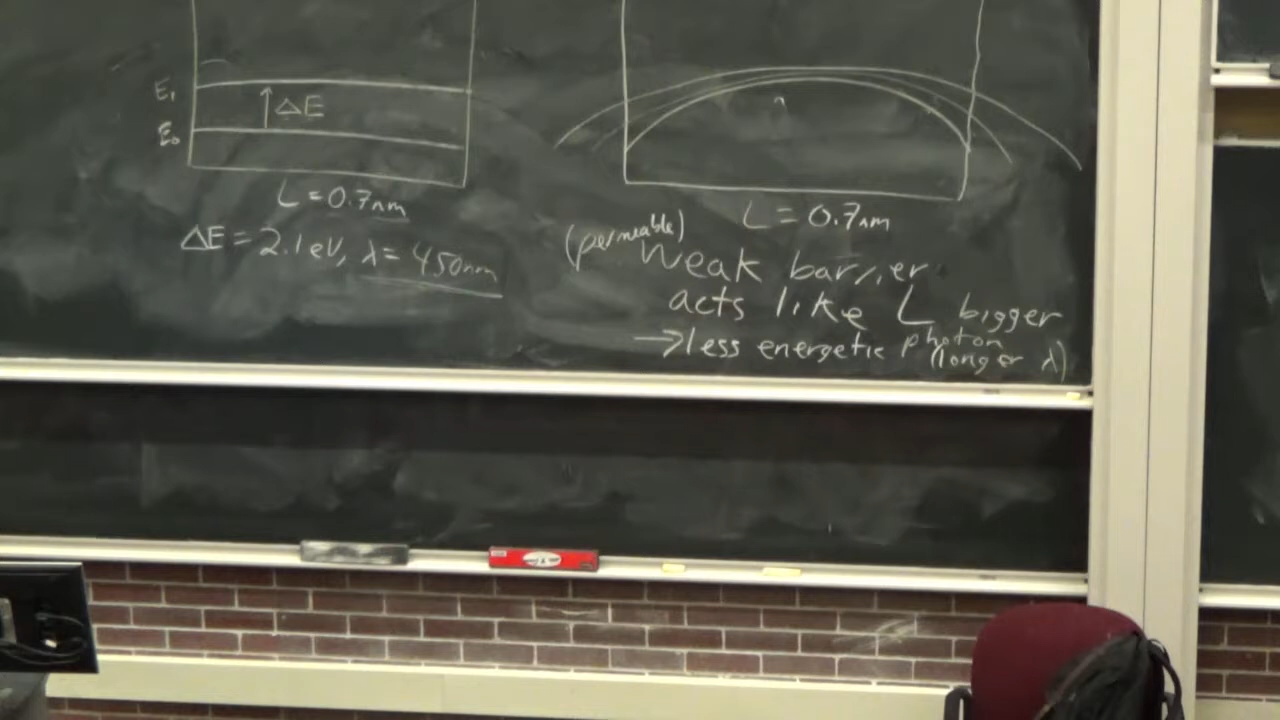 E₁
ΔE
E₀
L = 0.7nm
ΔE = 2.1eV, λ = 450nm
L = 0.7nm
(permeable)
Weak barrier
acts like L bigger
→ less energetic photon
(longer λ)